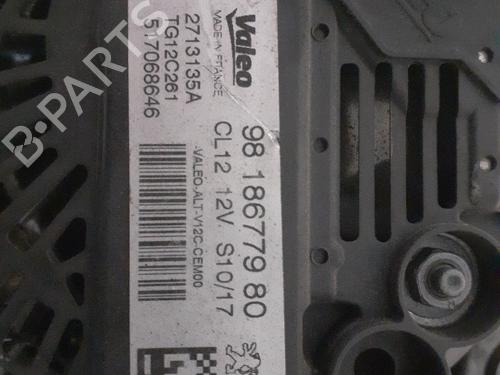 Valeo
MADE IN FRANCE
2713135A
TG12C261
517068646
98 186779 80
CL12 12V S10/17
-VALEO-ALT-V12C-CEM00
B-PARTS